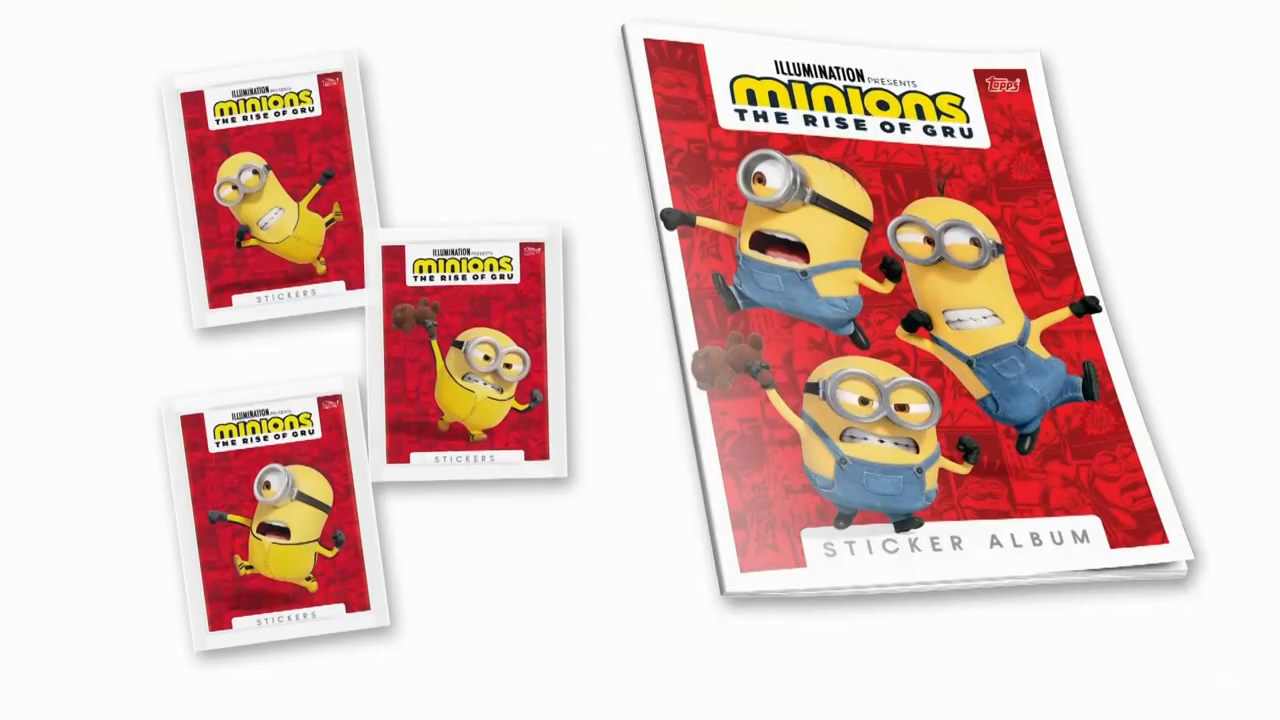 ILLUMINATION PRESENTS
minions
THE RISE OF GRU
STICKERS
ILLUMINATION PRESENTS
minions
THE RISE OF GRU
STICKERS
ILLUMINATION PRESENTS
minions
THE RISE OF GRU
STICKERS
ILLUMINATION PRESENTS
topps
minions
THE RISE OF GRU
STICKER ALBUM